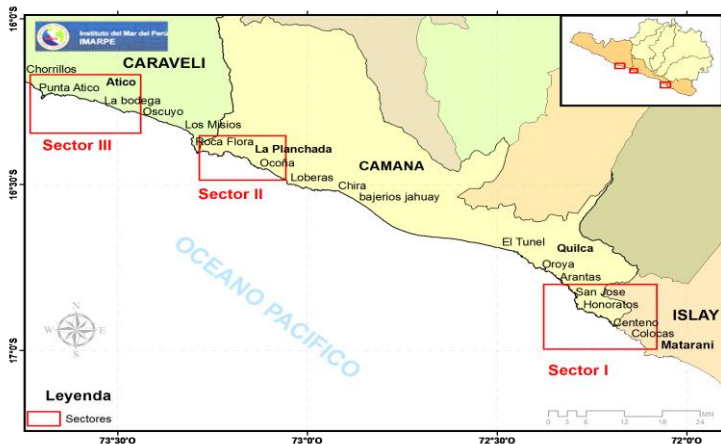 16°0'S
Instituto del Mar del Perú
IMARPE
Chorrillos
CARAVELI
Punta Atico
Atico
La bodega
Oscuyo
Los Misios
Sector III
Roca Flora
La Planchada
Ocoña
CAMANA
Sector II
Loberas
Chira
16°30'S
bajerios jahuay
OCEANO PACIFICO
El Tunel
Quilca
Oroya
Arantas
San Jose
Honoratos
ISLAY
Centeno
Colocas
Matarani
N
W
E
S
17°0'S
Sector I
Leyenda
Sectores
MN
0 3 6 12 18 24
73°30'O
73°0'O
72°30'O
72°0'O